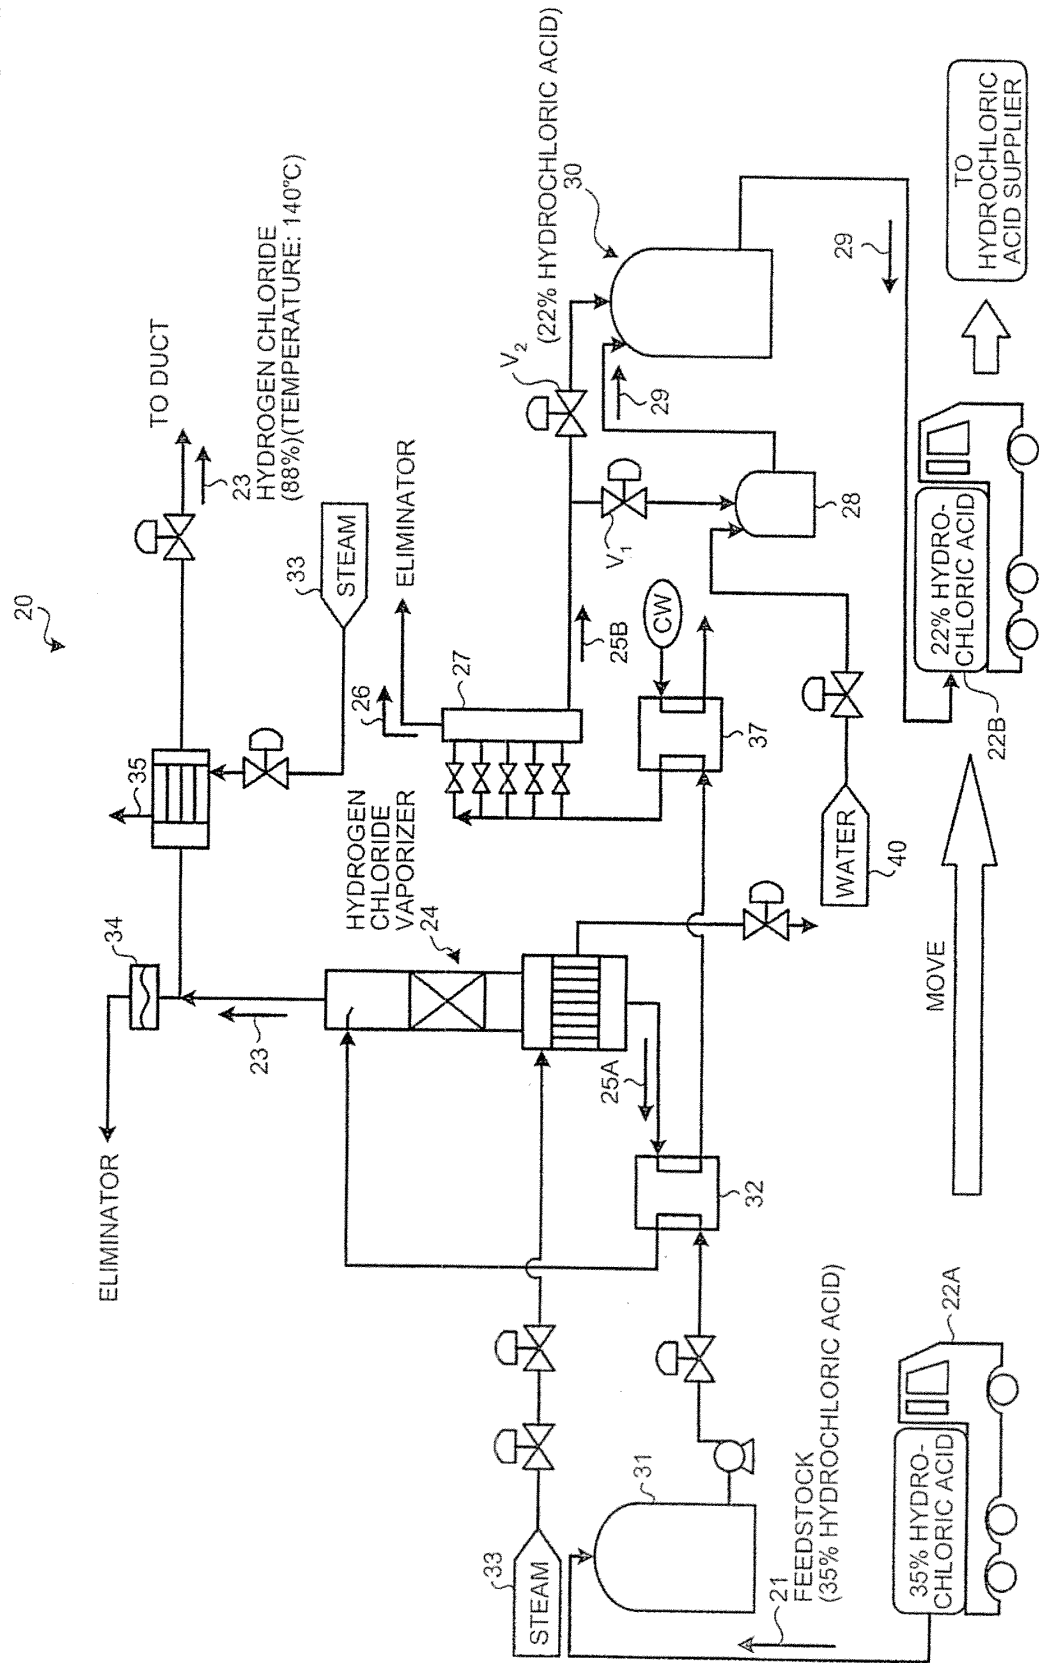 20
ELIMINATOR
34
35
TO DUCT
23
HYDROGEN CHLORIDE
(88%)(TEMPERATURE: 140°C)
33
STEAM
23
HYDROGEN
CHLORIDE
VAPORIZER
24
26
ELIMINATOR
27
25B
V2
(22% HYDROCHLORIC ACID)
30
29
V1
28
CW
37
25A
32
33
STEAM
31
21
FEEDSTOCK
(35% HYDROCHLORIC ACID)
WATER
40
29
22A
35% HYDRO-
CHLORIC ACID
MOVE
22B
22% HYDRO-
CHLORIC ACID
TO
HYDROCHLORIC
ACID SUPPLIER